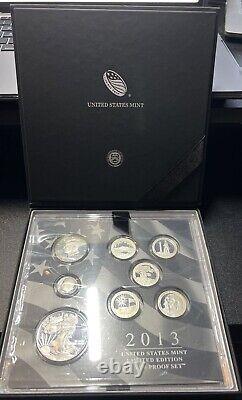 UNITED STATES MINT
2013
UNITED STATES MINT
LIMITED EDITION
PROOF SET